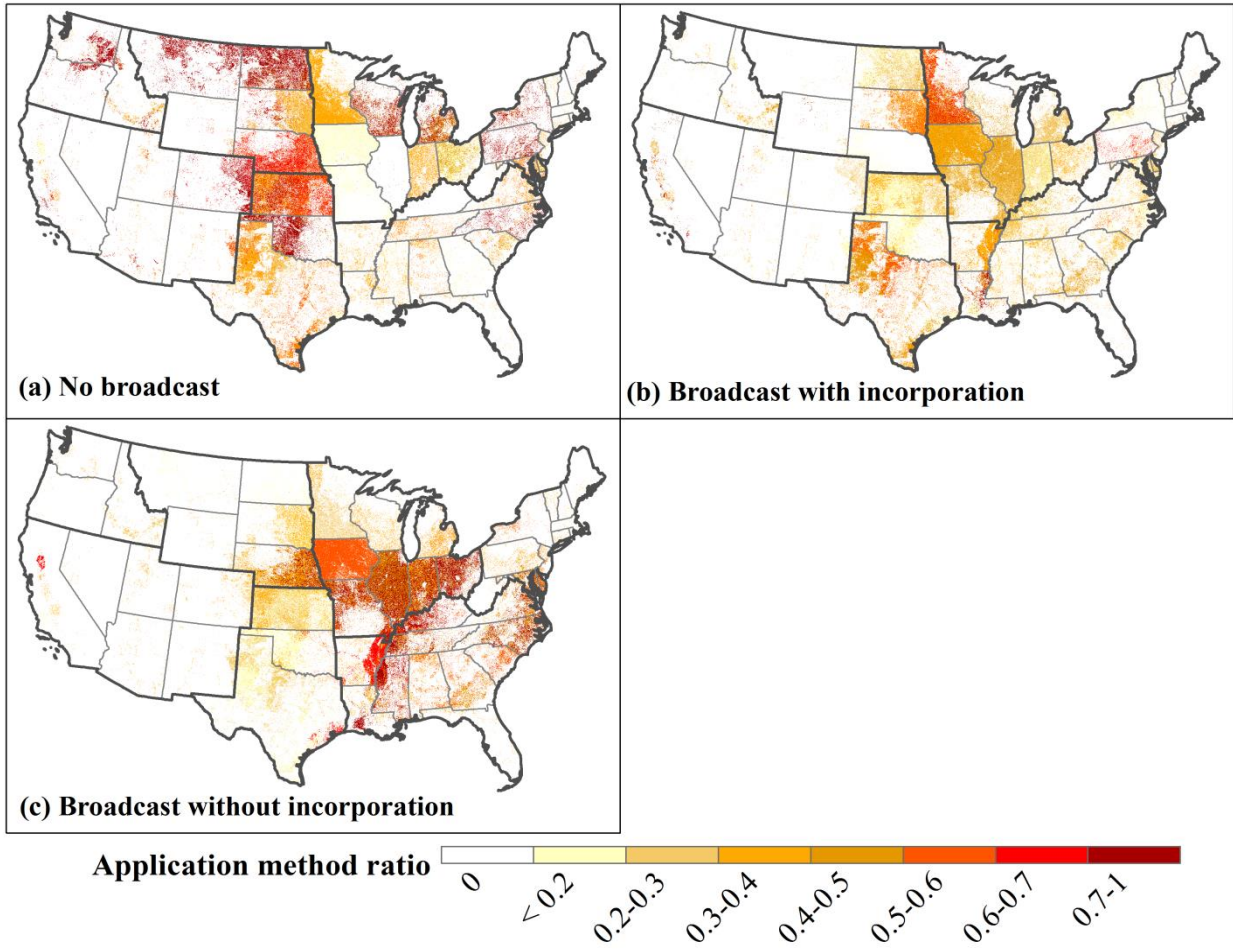 (a) No broadcast
(b) Broadcast with incorporation
(c) Broadcast without incorporation
Application method ratio
0
< 0.2
0.2-0.3
0.3-0.4
0.4-0.5
0.5-0.6
0.6-0.7
0.7-1